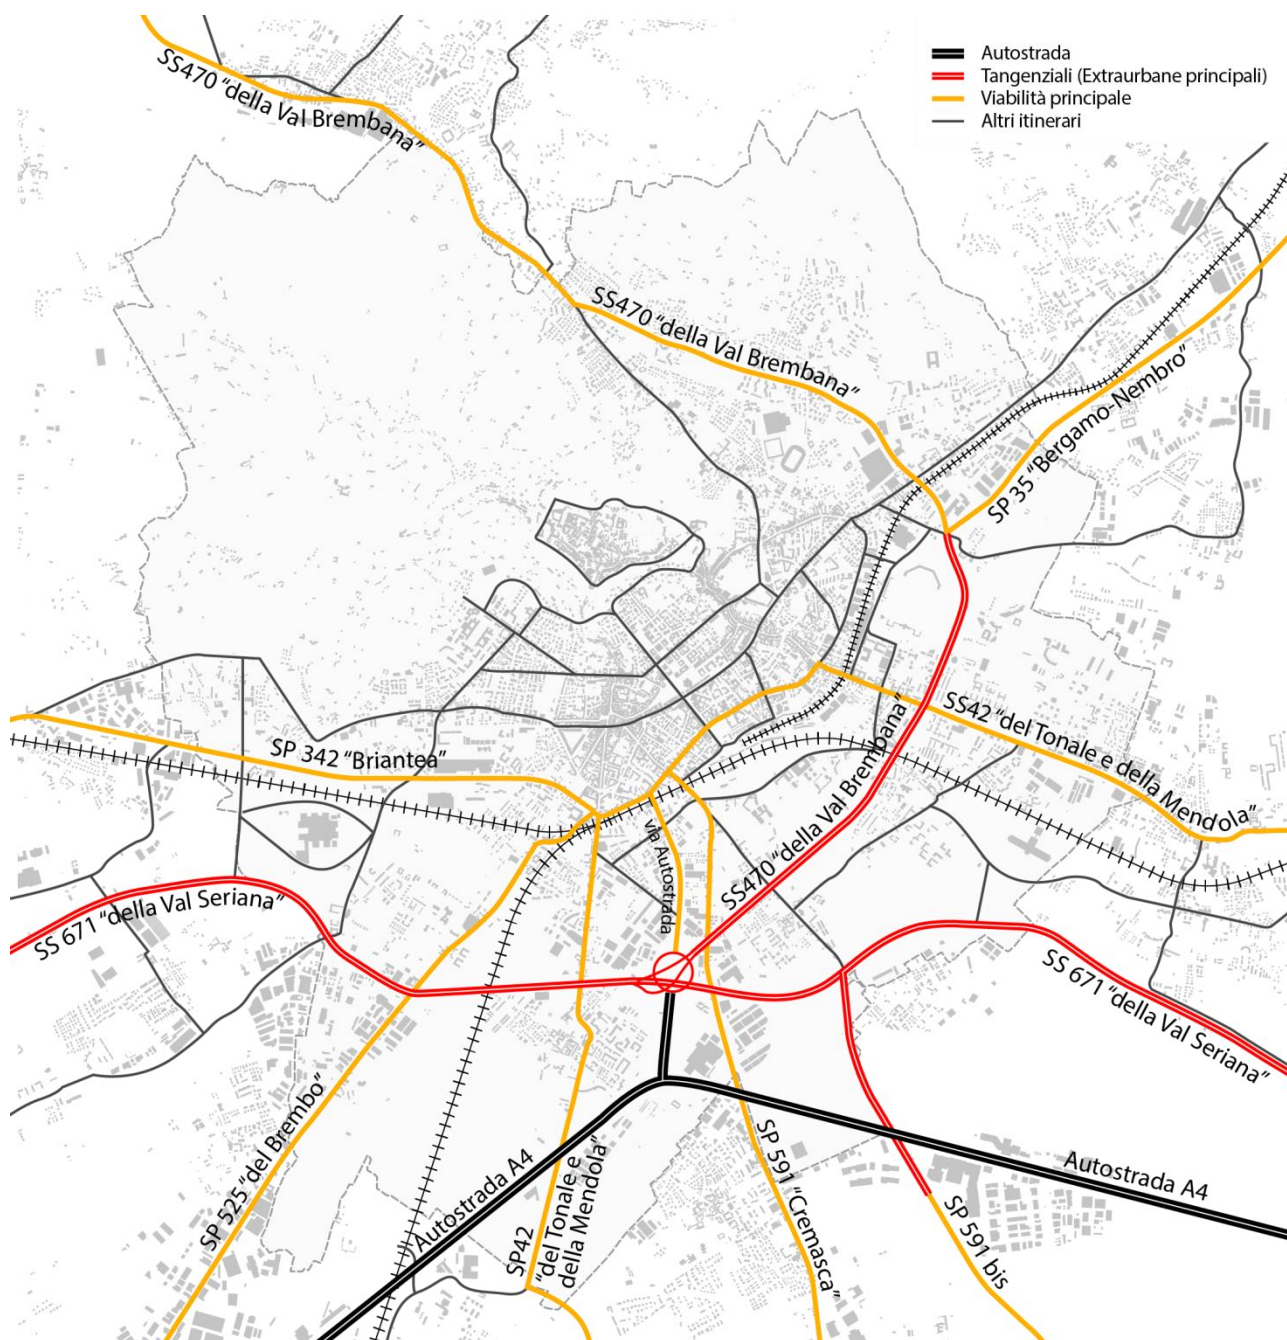 Autostrada
Tangenziali (Extraurbane principali)
Viabilità principale
Altri itinerari
SS470 "della Val Brembana"
SS470 "della Val Brembana"
SP 35 "Bergamo-Nembro"
SS42 "del Tonale e della Mendola"
SP 342 "Briantea"
SS470 "della Val Brembana"
via Autostrada
SS 671 "della Val Seriana"
SS 671 "della Val Seriana"
SP 525 "del Brembo"
Autostrada A4
SP42
"del Tonale e
della Mendola"
SP 591 "Cremasca"
Autostrada A4
SP 591 bis